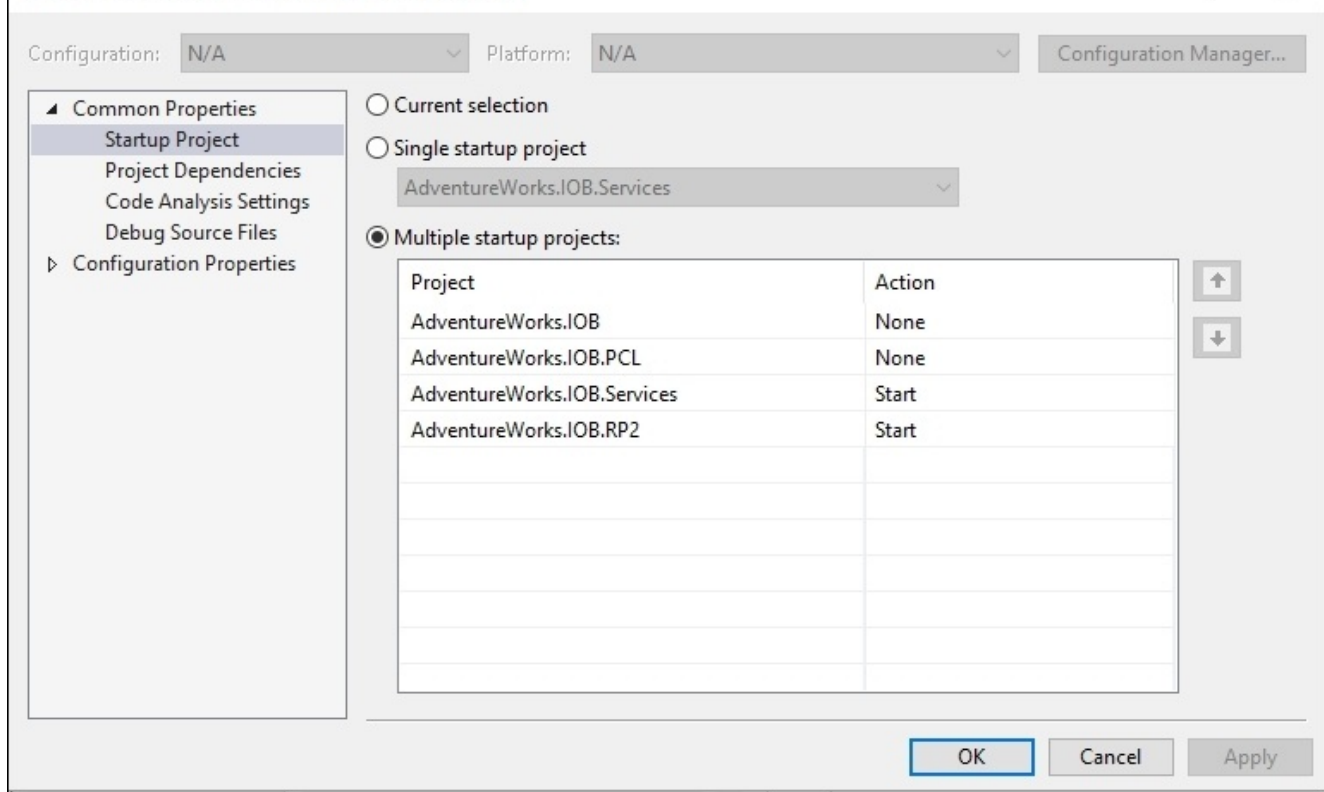 Configuration: N/A Platform: N/A Configuration Manager...
Common Properties
Startup Project
Project Dependencies
Code Analysis Settings
Debug Source Files
Configuration Properties
Current selection
Single startup project
AdventureWorks.IOB.Services
Multiple startup projects:
Project Action
AdventureWorks.IOB None
AdventureWorks.IOB.PCL None
AdventureWorks.IOB.Services Start
AdventureWorks.IOB.RP2 Start
OK Cancel Apply